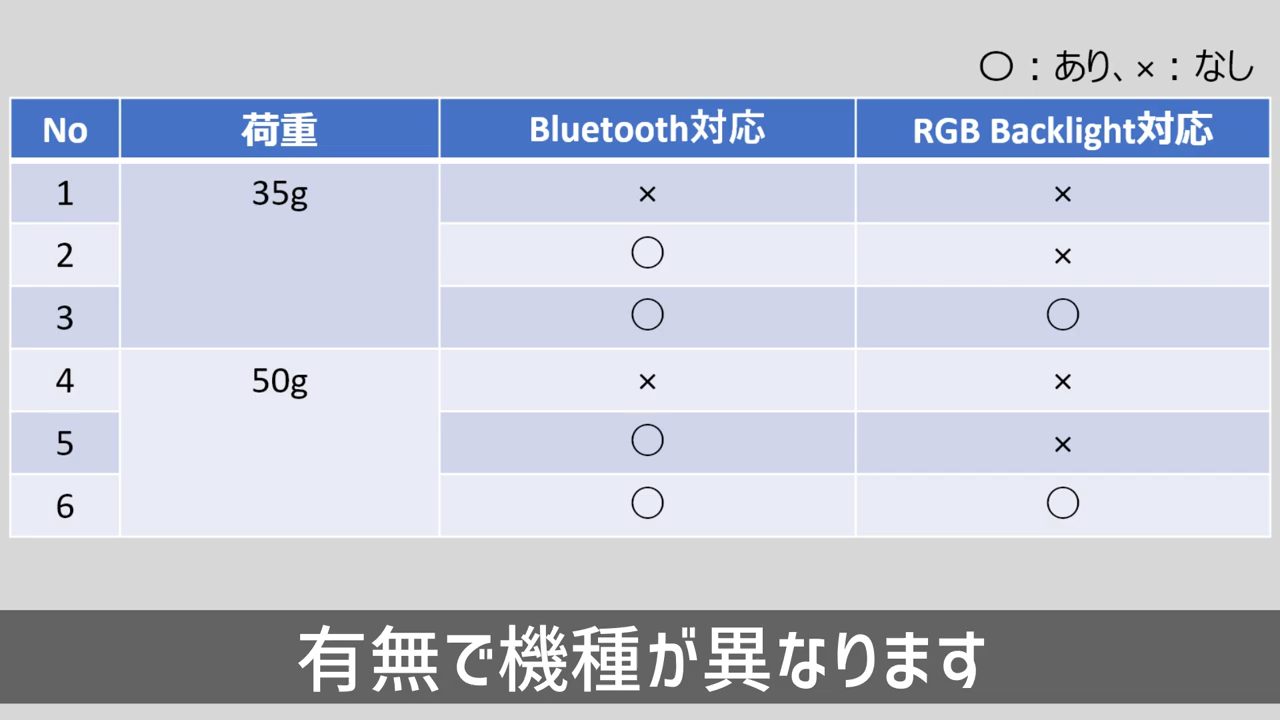 〇：あり、×：なし
No 荷重 Bluetooth対応 RGB Backlight対応
1 35g × ×
2 〇 ×
3 〇 〇
4 50g × ×
5 〇 ×
6 〇 〇
有無で機種が異なります